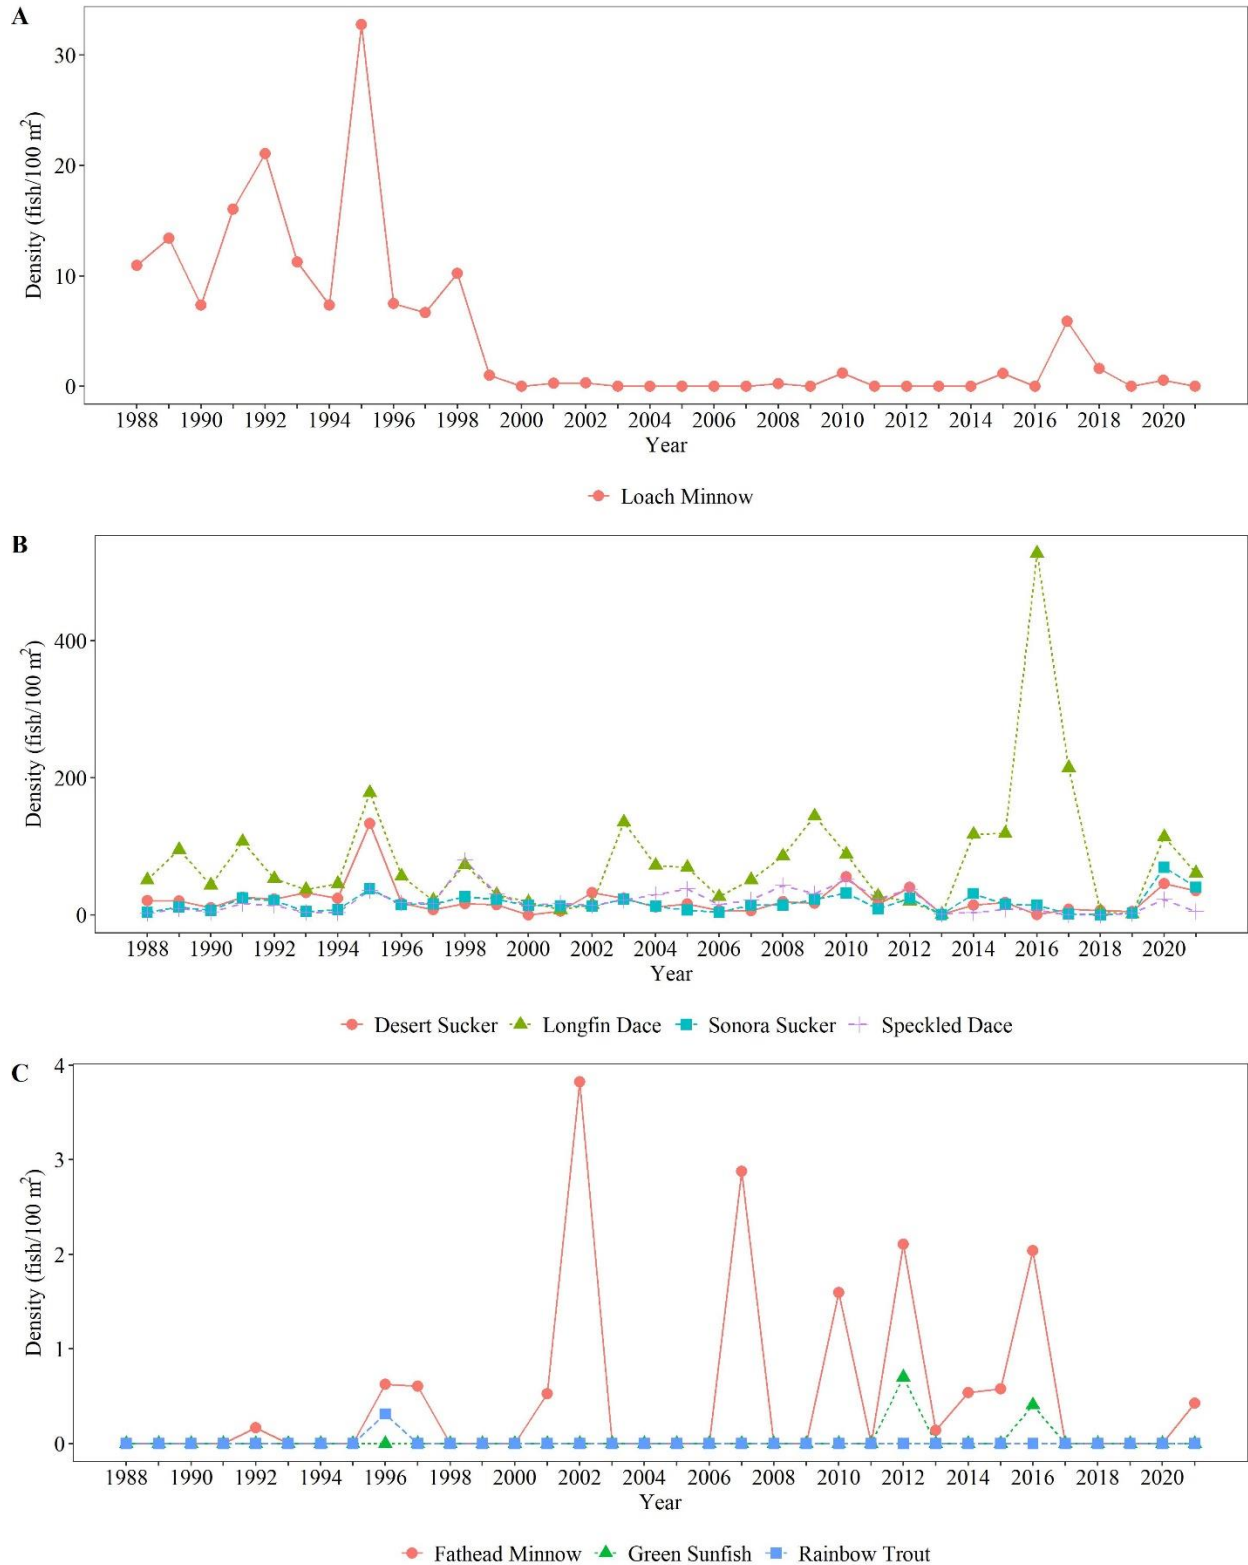 A
Density (fish/100 m²)
30
20
10
0
1988 1990 1992 1994 1996 1998 2000 2002 2004 2006 2008 2010 2012 2014 2016 2018 2020
Year
Loach Minnow
B
Density (fish/100 m²)
400
200
0
1988 1990 1992 1994 1996 1998 2000 2002 2004 2006 2008 2010 2012 2014 2016 2018 2020
Year
Desert Sucker Longfin Dace Sonora Sucker Speckled Dace
C
Density (fish/100 m²)
4
3
2
1
0
1988 1990 1992 1994 1996 1998 2000 2002 2004 2006 2008 2010 2012 2014 2016 2018 2020
Year
Fathead Minnow Green Sunfish Rainbow Trout